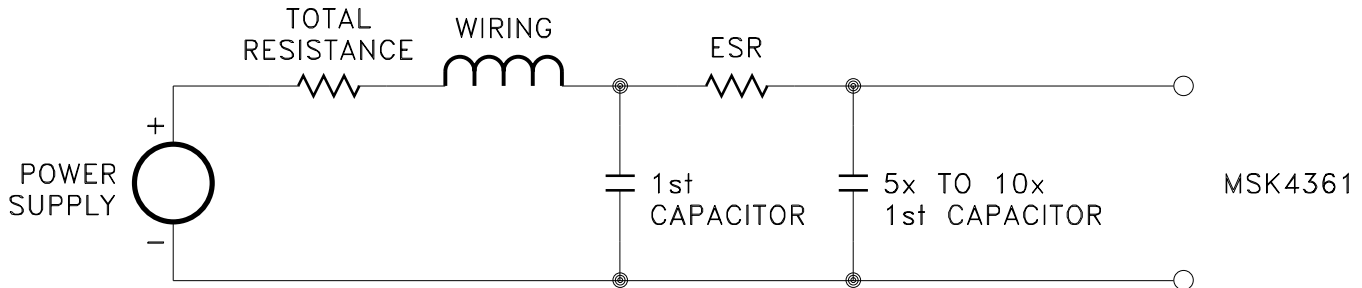 TOTAL
RESISTANCE
WIRING
ESR
+
POWER
SUPPLY
−
1st
CAPACITOR
5x TO 10x
1st CAPACITOR
MSK4361